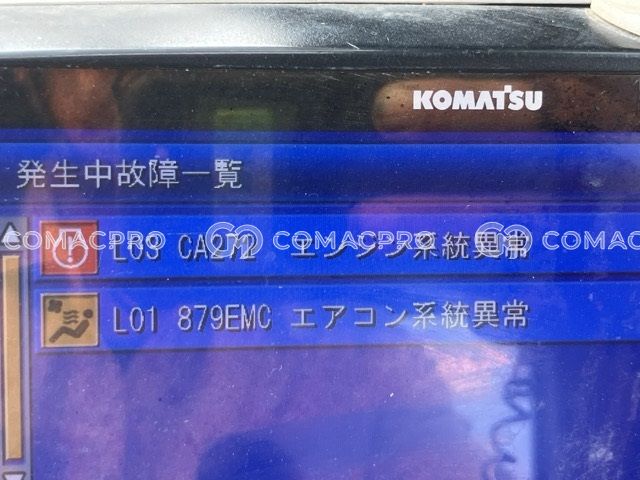 KOMATSU
発生中故障一覧
L03 CA271 エンジン系統異常
COMACPRO COMACPRO COMACPRO
L01 879EMC エアコン系統異常